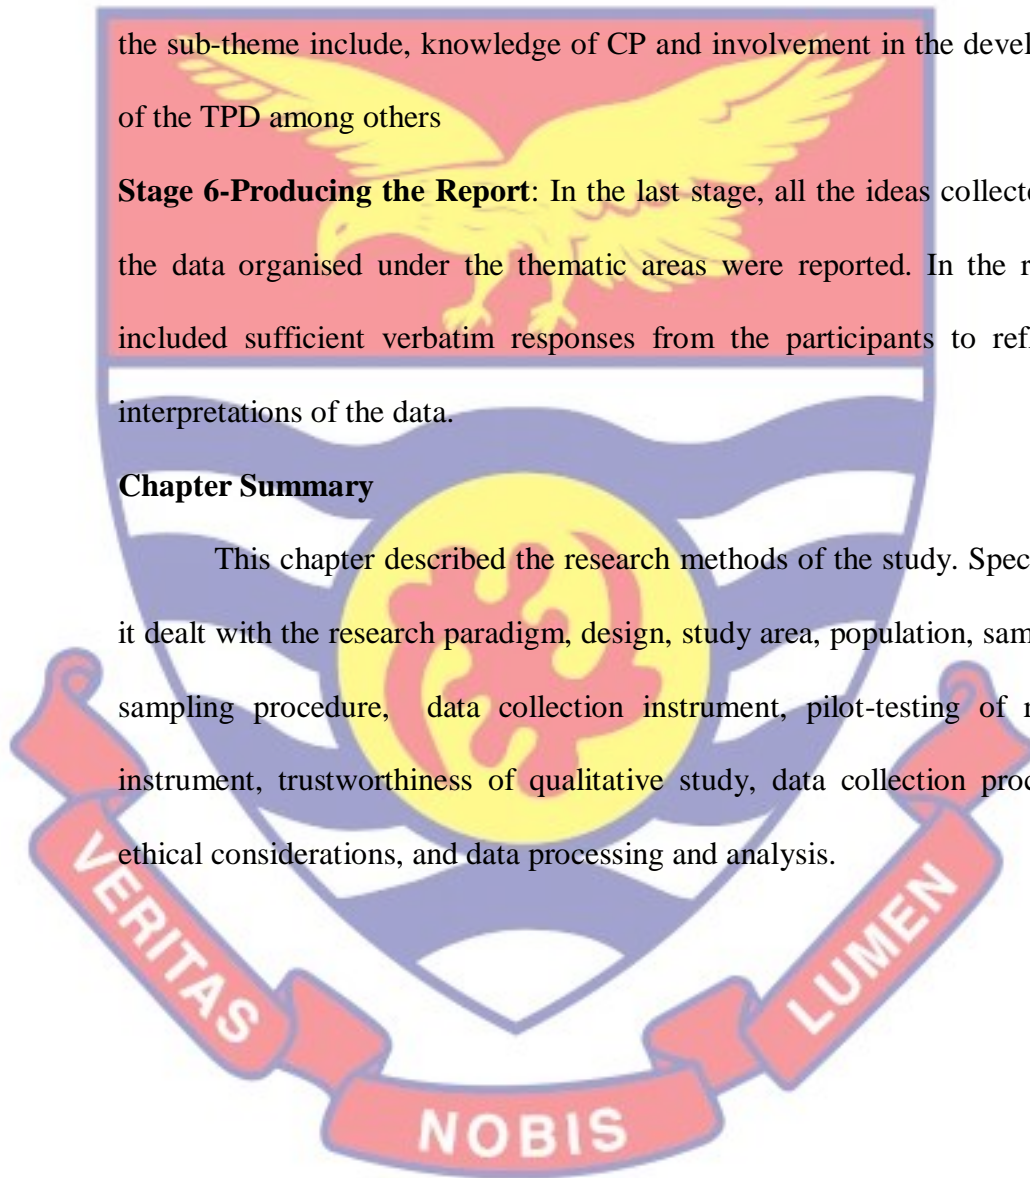 the sub-theme include, knowledge of CP and involvement in the devel
of the TPD among others
Stage 6-Producing the Report: In the last stage, all the ideas collect
the data organised under the thematic areas were reported. In the r
included sufficient verbatim responses from the participants to ref
interpretations of the data.
Chapter Summary
This chapter described the research methods of the study. Spec
it dealt with the research paradigm, design, study area, population, sam
sampling procedure, data collection instrument, pilot-testing of
instrument, trustworthiness of qualitative study, data collection proc
ethical considerations, and data processing and analysis.
VERITAS
NOBIS
LUMEN